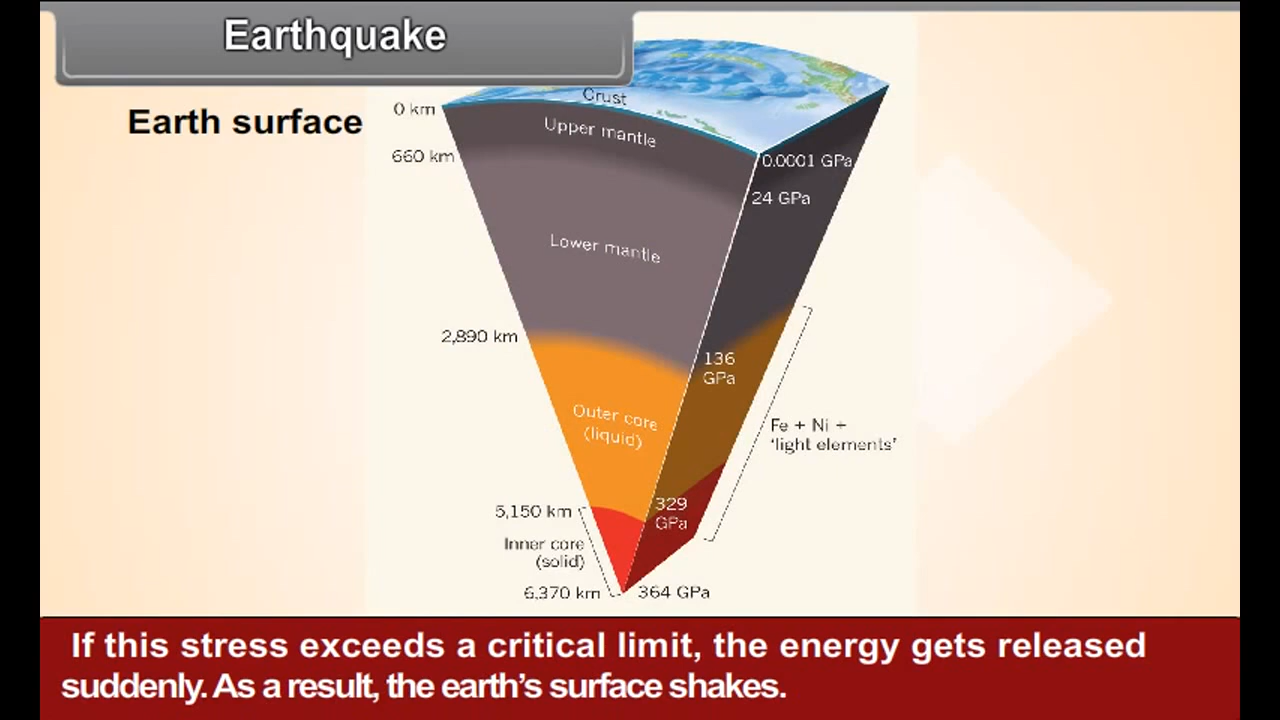 Earthquake
Earth surface
Crust
0 km
Upper mantle
660 km
0.0001 GPa
24 GPa
Lower mantle
2,890 km
136
GPa
Outer core
(liquid)
Fe + Ni +
‘light elements’
5,150 km
329
GPa
Inner core
(solid)
6,370 km
364 GPa
If this stress exceeds a critical limit, the energy gets released
suddenly. As a result, the earth's surface shakes.